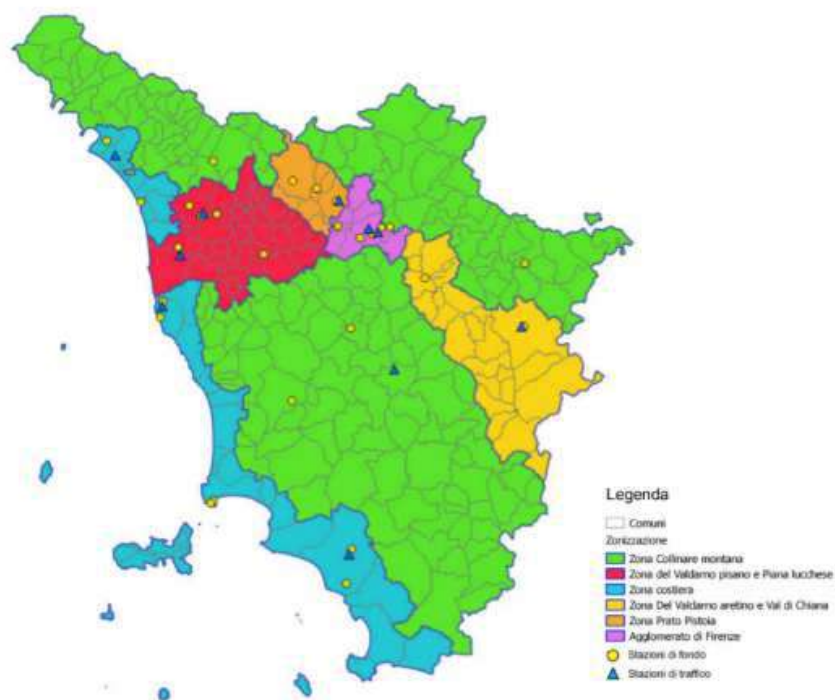 Legenda
Comuni
Zonizzazione
Zona Collinare montana
Zona del Valdarno pisano e Piana lucchese
Zona costiera
Zona Del Valdarno aretino e Val di Chiana
Zona Prato Pistoia
Agglomerato di Firenze
Stazioni di fondo
Stazioni di traffico